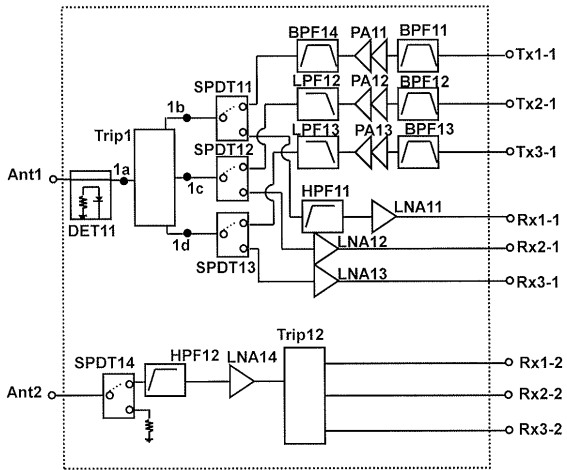 BPF14 PA11 BPF11
Tx1-1
SPDT11
LPF12 PA12 BPF12
Tx2-1
1b
Trip1
LPF13 PA13 BPF13
Tx3-1
SPDT12
Ant1
1a
1c
HPF11
LNA11
Rx1-1
DET11
1d
LNA12
Rx2-1
SPDT13
LNA13
Rx3-1
Trip12
SPDT14
HPF12 LNA14
Rx1-2
Ant2
Rx2-2
Rx3-2